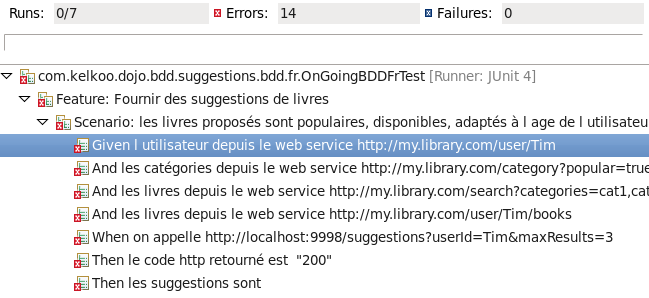 Runs: 0/7 Errors: 14 Failures: 0
com.kelkoo.dojo.bdd.suggestions.bdd.fr.OnGoingBDDFrTest [Runner: JUnit 4]
Feature: Fournir des suggestions de livres
Scenario: les livres proposés sont populaires, disponibles, adaptés à l age de l utilisateu
Given l utilisateur depuis le web service http://my.library.com/user/Tim
And les catégories depuis le web service http://my.library.com/category?popular=true
And les livres depuis le web service http://my.library.com/search?categories=cat1,cat
And les livres depuis le web service http://my.library.com/user/Tim/books
When on appelle http://localhost:9998/suggestions?userId=Tim&maxResults=3
Then le code http retourné est "200"
Then les suggestions sont